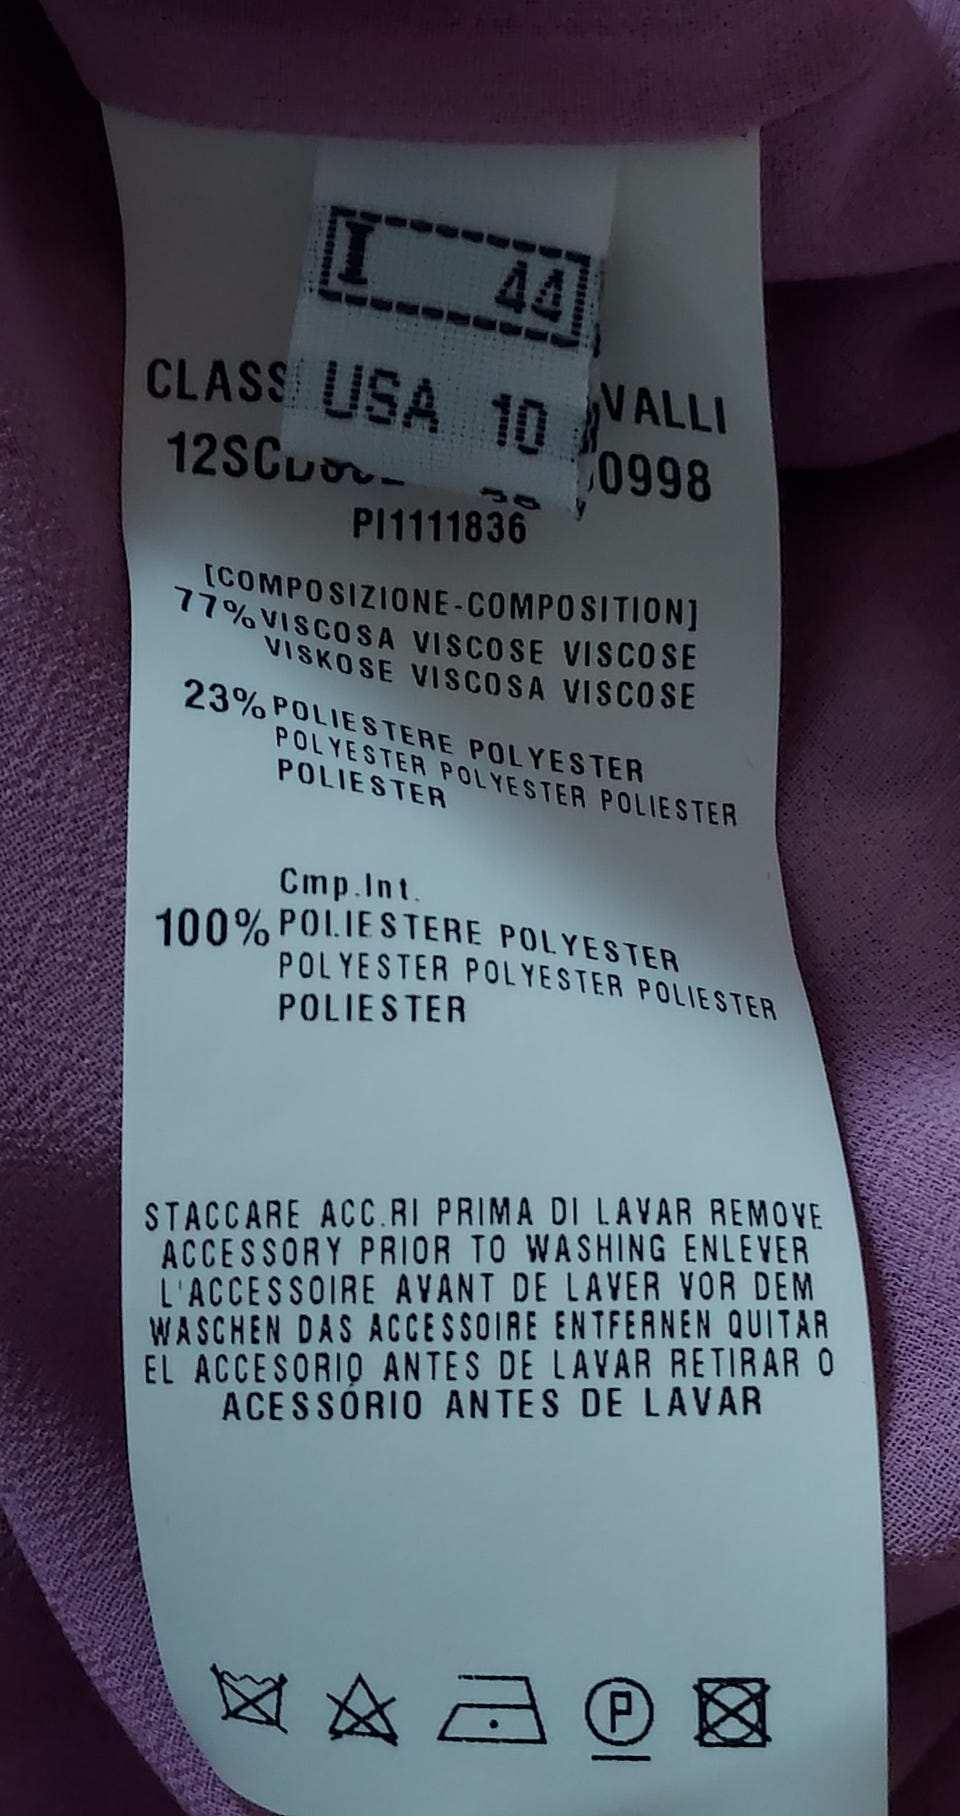 I 44
USA 10
CLASS VALLI
0998
PI1111836
[COMPOSIZIONE-COMPOSITION]
77% VISCOSA VISCOSE VISCOSE
VISKOSE VISCOSA VISCOSE
23% POLIESTERE POLYESTER
POLYESTER POLYESTER POLIESTER
POLIESTER
Cmp.Int.
100% POLIESTERE POLYESTER
POLYESTER POLYESTER POLIESTER
POLIESTER
STACCARE ACC.RI PRIMA DI LAVAR REMOVE
ACCESSORY PRIOR TO WASHING ENLEVER
L'ACCESSOIRE AVANT DE LAVER VOR DEM
WASCHEN DAS ACCESSOIRE ENTFERNEN QUITAR
EL ACCESORIO ANTES DE LAVAR RETIRAR O
ACESSÓRIO ANTES DE LAVAR
P